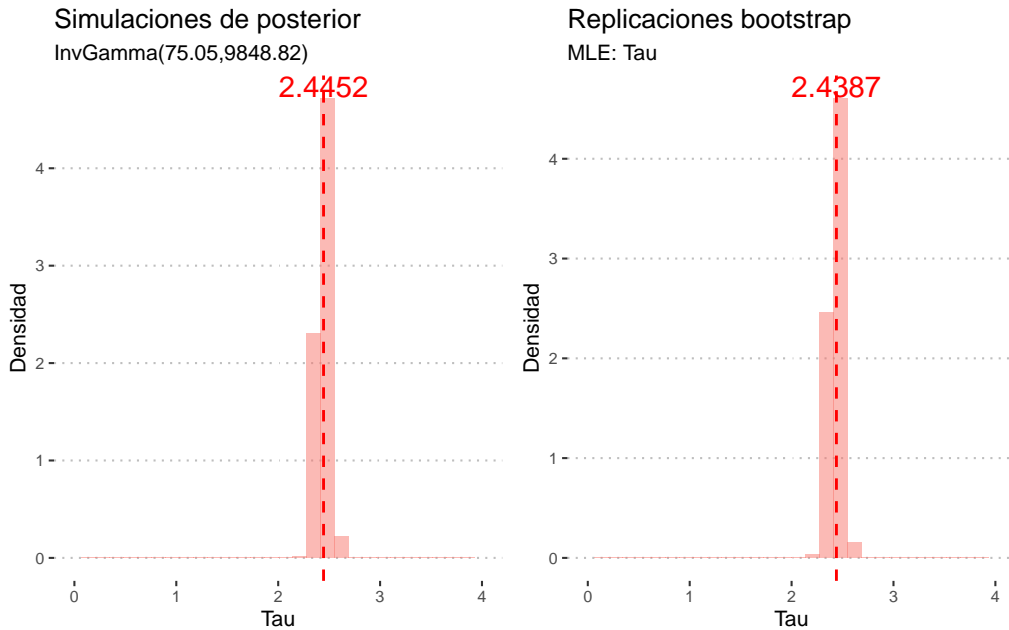 Simulaciones de posterior
InvGamma(75.05,9848.82)
2.4452
4
3
2
1
0
Densidad
0 1 2 3 4
Tau
Replicaciones bootstrap
MLE: Tau
2.4387
4
3
2
1
0
Densidad
0 1 2 3 4
Tau